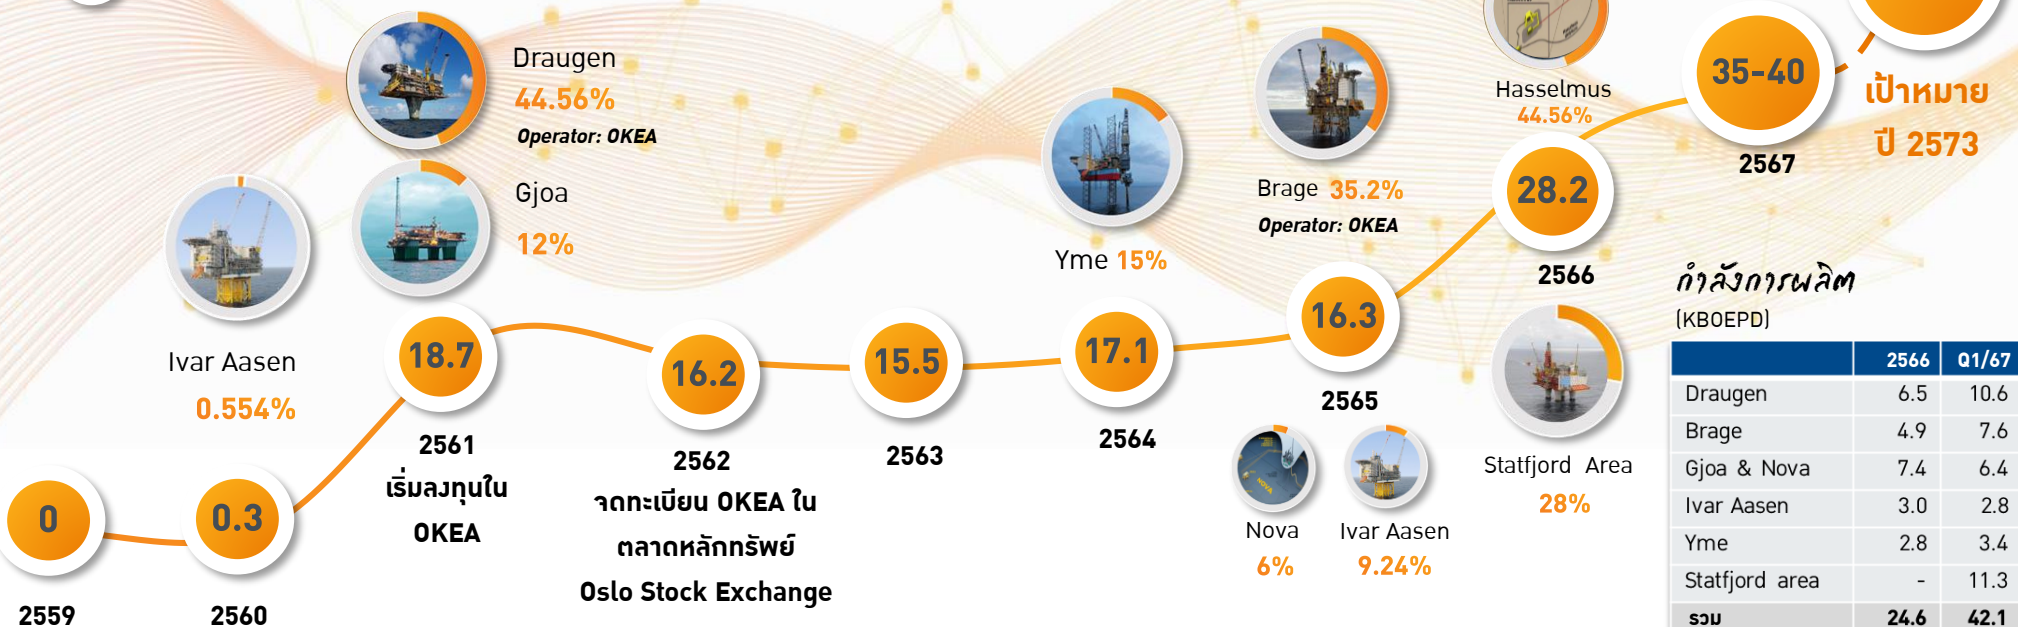 Draugen
44.56%
Operator: OKEA
Gjoa
12%
Ivar Aasen
0.554%
Yme 15%
Brage 35.2%
Operator: OKEA
Hasselmus
44.56%
35-40
2567
เป้าหมาย
ปี 2573
28.2
2566
16.3
2565
17.1
2564
15.5
2563
16.2
2562
จดทะเบียน OKEA ใน
ตลาดหลักทรัพย์
Oslo Stock Exchange
18.7
2561
เริ่มลงทุนใน
OKEA
0.3
2560
0
2559
NOVA
Nova
6%
Ivar Aasen
9.24%
Statfjord Area
28%
กำลังการผลิต
(KBOEPD)
2566 Q1/67
Draugen 6.5 10.6
Brage 4.9 7.6
Gjoa & Nova 7.4 6.4
Ivar Aasen 3.0 2.8
Yme 2.8 3.4
Statfjord area - 11.3
รวม 24.6 42.1